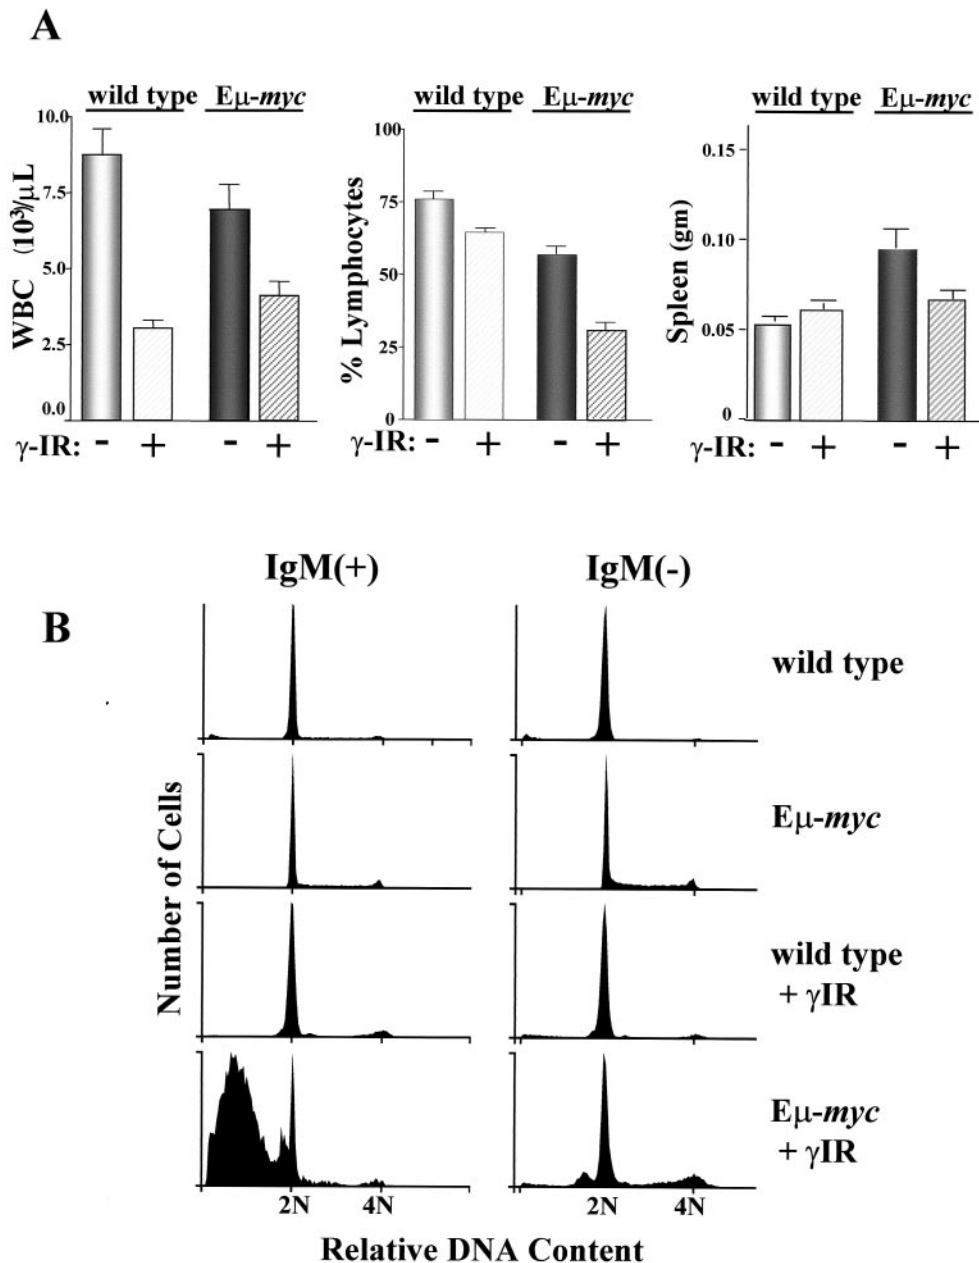 A
wild type Eμ-myc
10.0
7.5
5.0
2.5
0.0
WBC (10³/μL
γ-IR: - + - +
wild type Eμ-myc
100
75
50
25
0
% Lymphocytes
γ-IR: - + - +
wild type Eμ-myc
0.15
0.10
0.05
0
Spleen (gm)
γ-IR: - + - +
B
IgM(+) IgM(-)
wild type
Eμ-myc
wild type
+ γIR
Eμ-myc
+ γIR
Number of Cells
2N 4N 2N 4N
Relative DNA Content